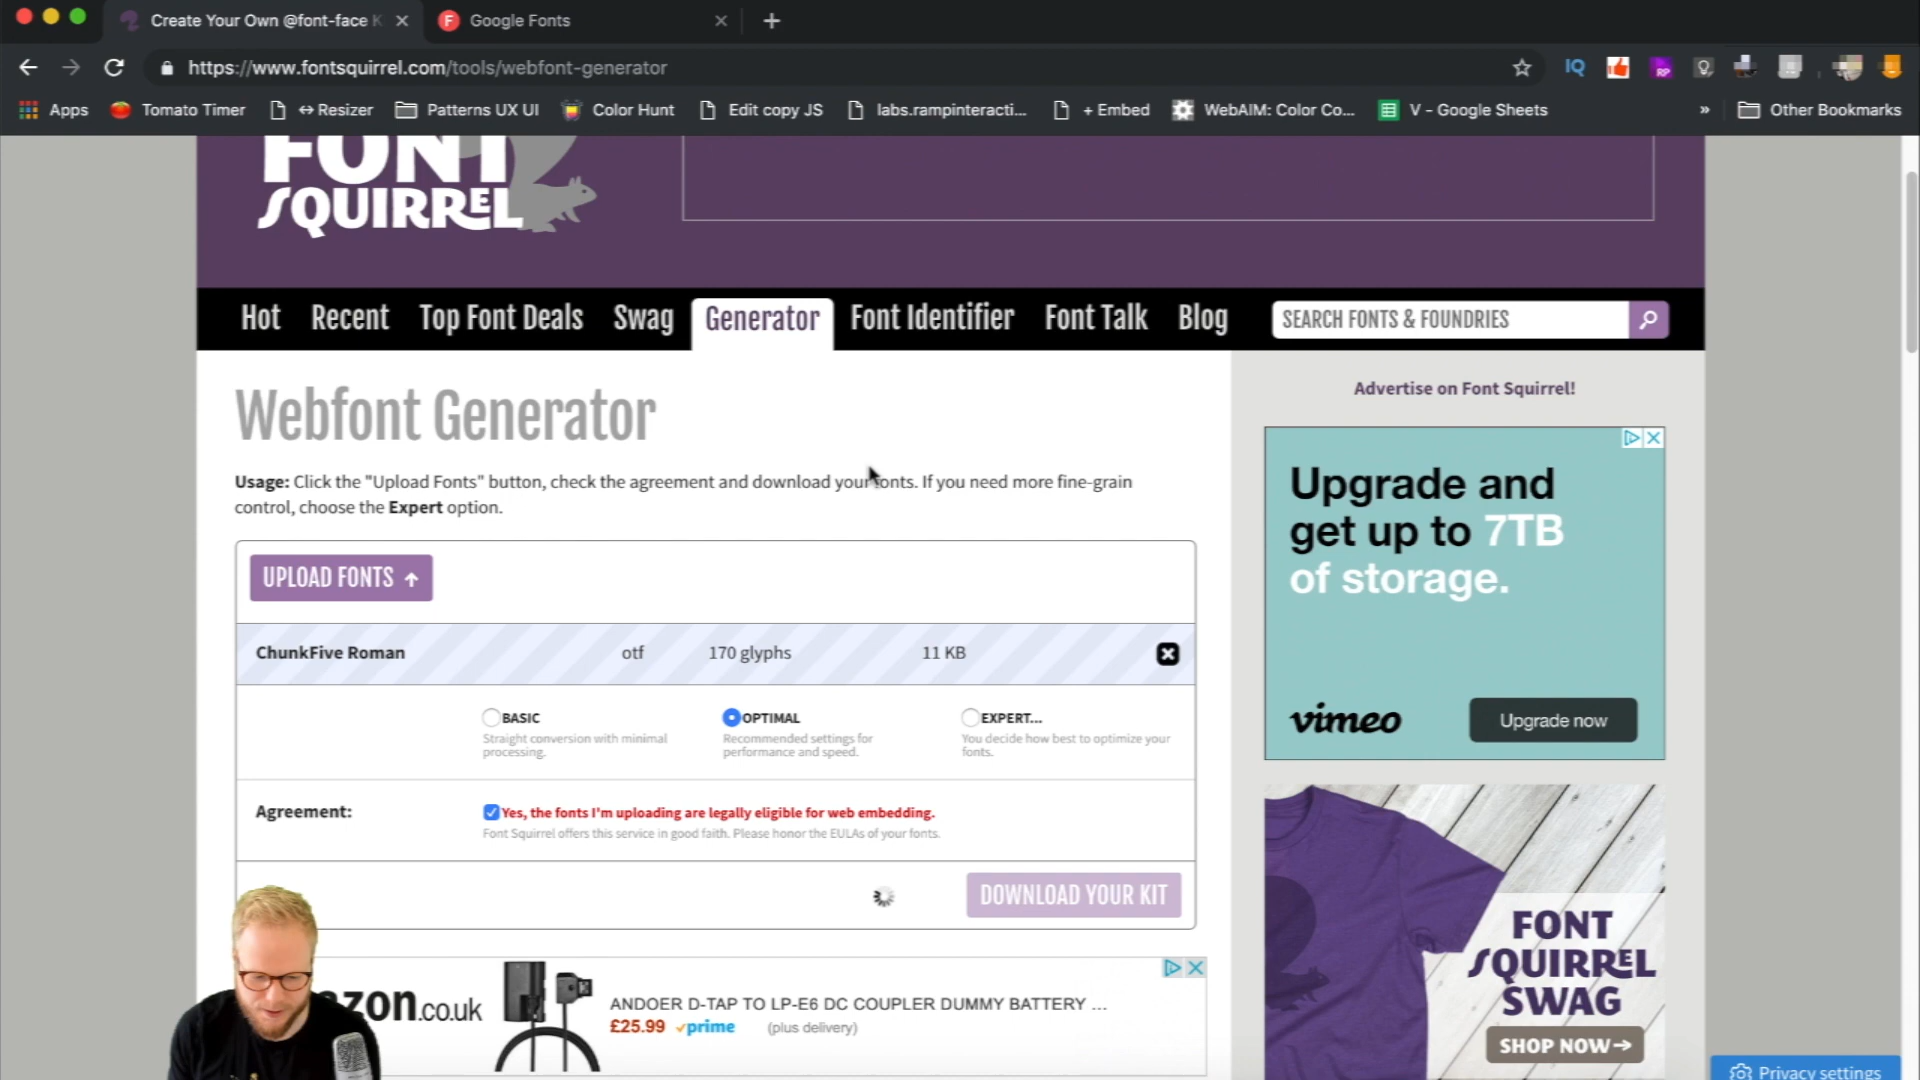 Create Your Own @font-face K
Google Fonts
https://www.fontsquirrel.com/tools/webfont-generator
IQ
RP
Apps
Tomato Timer
↔ Resizer
Patterns UX UI
Color Hunt
Edit copy JS
labs.rampinteracti...
+ Embed
WebAIM: Color Co...
V - Google Sheets
»
Other Bookmarks
FONT
SQUIRREL
Hot
Recent
Top Font Deals
Swag
Generator
Font Identifier
Font Talk
Blog
SEARCH FONTS & FOUNDRIES
Webfont Generator
Usage: Click the "Upload Fonts" button, check the agreement and download your fonts. If you need more fine-grain
control, choose the Expert option.
UPLOAD FONTS
ChunkFive Roman
otf
170 glyphs
11 KB
BASIC
Straight conversion with minimal
processing.
OPTIMAL
Recommended settings for
performance and speed.
EXPERT...
You decide how best to optimize your
fonts.
Agreement:
Yes, the fonts I'm uploading are legally eligible for web embedding.
Font Squirrel offers this service in good faith. Please honor the EULAs of your fonts.
DOWNLOAD YOUR KIT
azon.co.uk
ANDOER D-TAP TO LP-E6 DC COUPLER DUMMY BATTERY ...
£25.99 prime (plus delivery)
Advertise on Font Squirrel!
Upgrade and
get up to 7TB
of storage.
vimeo
Upgrade now
FONT
SQUIRREL
SWAG
SHOP NOW→
Privacy settings